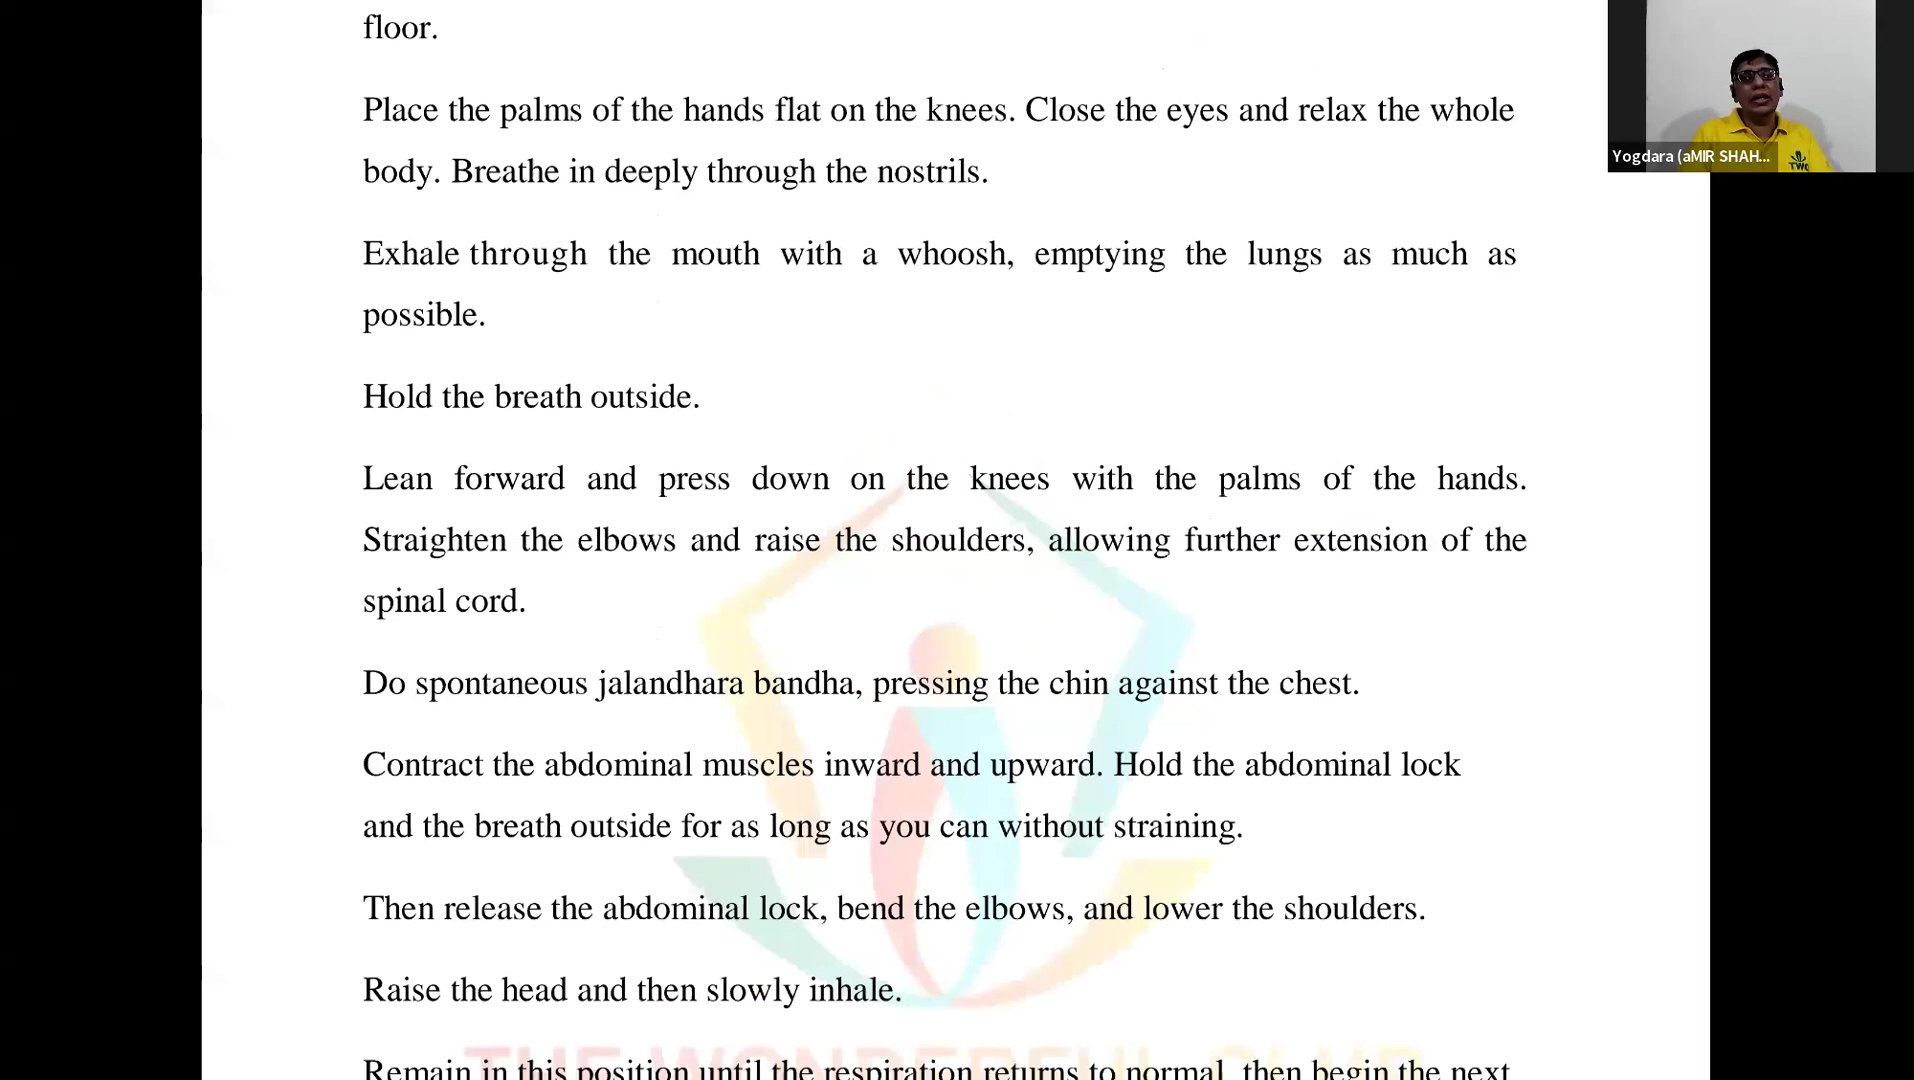 floor.
Place the palms of the hands flat on the knees. Close the eyes and relax the whole
body. Breathe in deeply through the nostrils.
Exhale through the mouth with a whoosh, emptying the lungs as much as
possible.
Hold the breath outside.
Lean forward and press down on the knees with the palms of the hands.
Straighten the elbows and raise the shoulders, allowing further extension of the
spinal cord.
Do spontaneous jalandhara bandha, pressing the chin against the chest.
Contract the abdominal muscles inward and upward. Hold the abdominal lock
and the breath outside for as long as you can without straining.
Then release the abdominal lock, bend the elbows, and lower the shoulders.
Raise the head and then slowly inhale.
THE WONDERFUL CLUB
Remain in this position until the respiration returns to normal, then begin the next
Yogdara (aMIR SHAH...
TWC